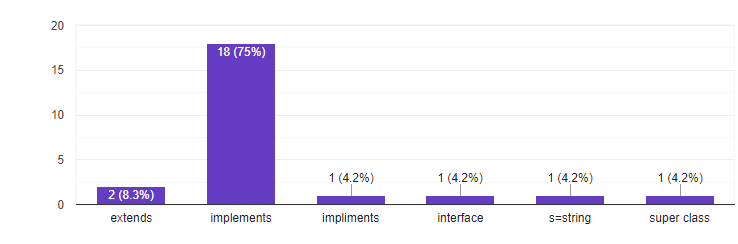 20
15
10
5
0
2 (8.3%)
18 (75%)
1 (4.2%)
1 (4.2%)
1 (4.2%)
1 (4.2%)
extends
implements
impliments
interface
s=string
super class